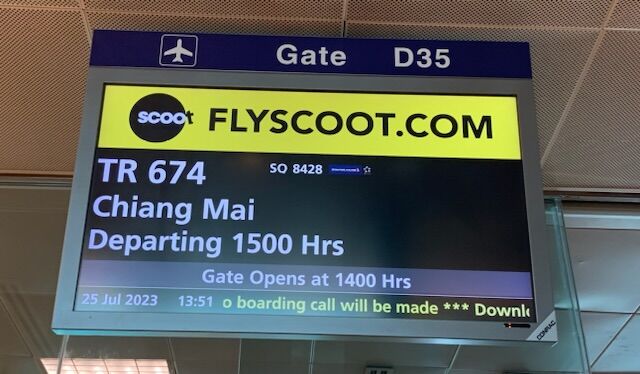 Gate D35
scoot FLYSCOOT.COM
TR 674 SQ 8428
Chiang Mai
Departing 1500 Hrs
Gate Opens at 1400 Hrs
25 Jul 2023 13:51 o boarding call will be made *** Downl
CONRAC